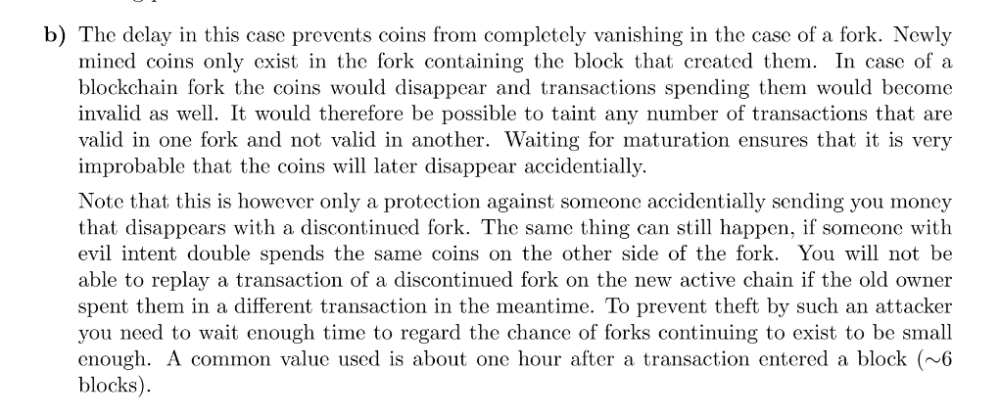 b) The delay in this case prevents coins from completely vanishing in the case of a fork. Newly
mined coins only exist in the fork containing the block that created them. In case of a
blockchain fork the coins would disappear and transactions spending them would become
invalid as well. It would therefore be possible to taint any number of transactions that are
valid in one fork and not valid in another. Waiting for maturation ensures that it is very
improbable that the coins will later disappear accidentially.
Note that this is however only a protection against someone accidentially sending you money
that disappears with a discontinued fork. The same thing can still happen, if someone with
evil intent double spends the same coins on the other side of the fork. You will not be
able to replay a transaction of a discontinued fork on the new active chain if the old owner
spent them in a different transaction in the meantime. To prevent theft by such an attacker
you need to wait enough time to regard the chance of forks continuing to exist to be small
enough. A common value used is about one hour after a transaction entered a block (~6
blocks).